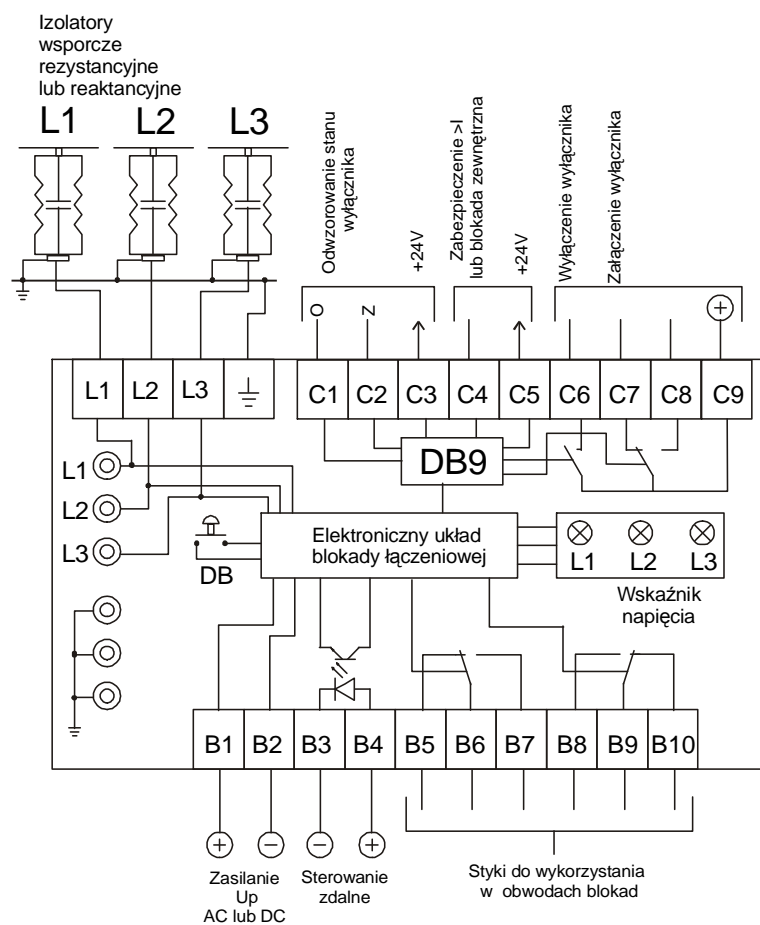 Izolatory
wsporcze
rezystancyjne
lub reaktancyjne
L1 L2 L3
Odwzorowanie stanu
wyłącznika
+24V
Zabezpieczenie >I
lub blokada zewnętrzna
+24V
Wyłączenie wyłącznika
Załączenie wyłącznika
O
Z
+
L1 L2 L3
C1 C2 C3 C4 C5 C6 C7 C8 C9
DB9
L1
L2
L3
DB
Elektroniczny układ
blokady łączeniowej
L1 L2 L3
Wskaźnik
napięcia
B1 B2 B3 B4 B5 B6 B7 B8 B9 B10
+ − − +
Zasilanie
Up
AC lub DC
Sterowanie
zdalne
Styki do wykorzystania
w obwodach blokad